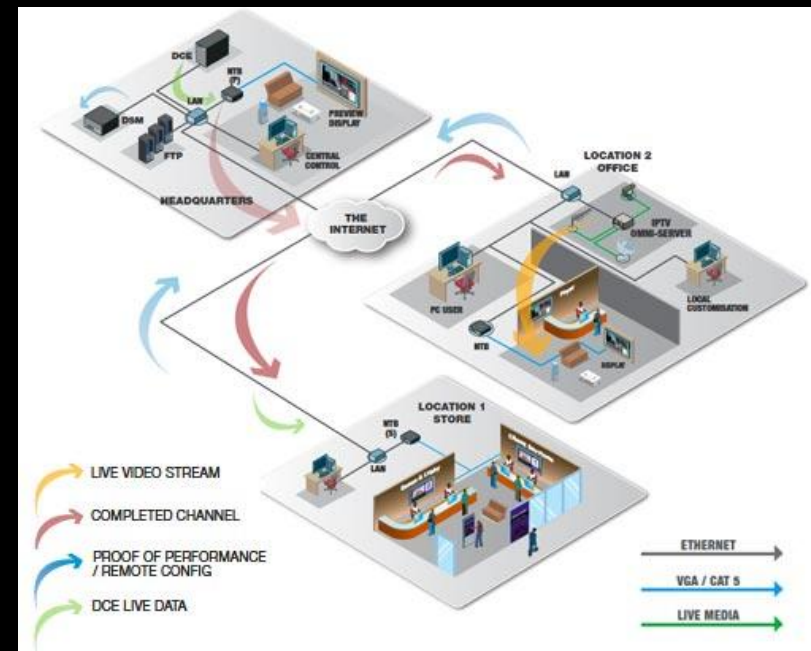 DCE
NTB
(P)
LAN
DSM
FTP
PREVIEW
DISPLAY
CENTRAL
CONTROL
HEADQUARTERS
THE
INTERNET
LOCATION 2
OFFICE
LAN
IPTV
OMNI-SERVER
PC USER
LOCAL
CUSTOMISATION
NTB
DISPLAY
LOCATION 1
STORE
NTB
(S)
LAN
LIVE VIDEO STREAM
COMPLETED CHANNEL
PROOF OF PERFORMANCE
/ REMOTE CONFIG
DCE LIVE DATA
ETHERNET
VGA / CAT 5
LIVE MEDIA